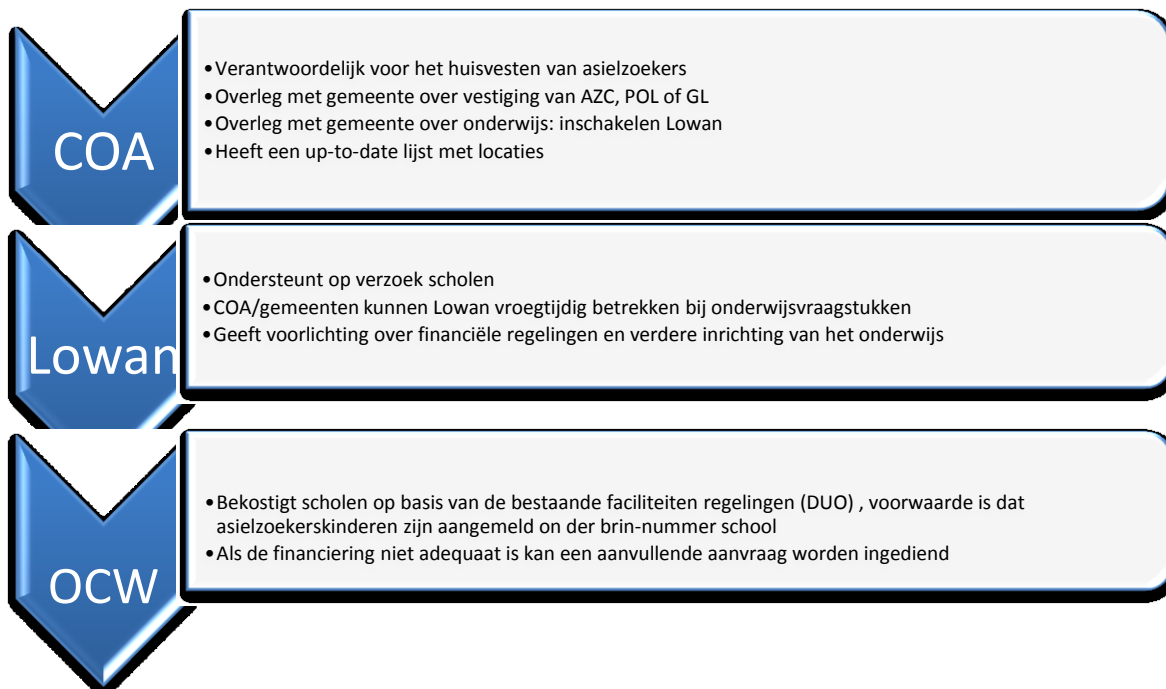 COA
•Verantwoordelijk voor het huisvesten van asielzoekers
•Overleg met gemeente over vestiging van AZC, POL of GL
•Overleg met gemeente over onderwijs: inschakelen Lowan
•Heeft een up-to-date lijst met locaties
Lowan
•Ondersteunt op verzoek scholen
•COA/gemeenten kunnen Lowan vroegtijdig betrekken bij onderwijsvraagstukken
•Geeft voorlichting over financiële regelingen en verdere inrichting van het onderwijs
OCW
•Bekostigt scholen op basis van de bestaande faciliteiten regelingen (DUO) , voorwaarde is dat
asielzoekerskinderen zijn aangemeld on der brin-nummer school
•Als de financiering niet adequaat is kan een aanvullende aanvraag worden ingediend